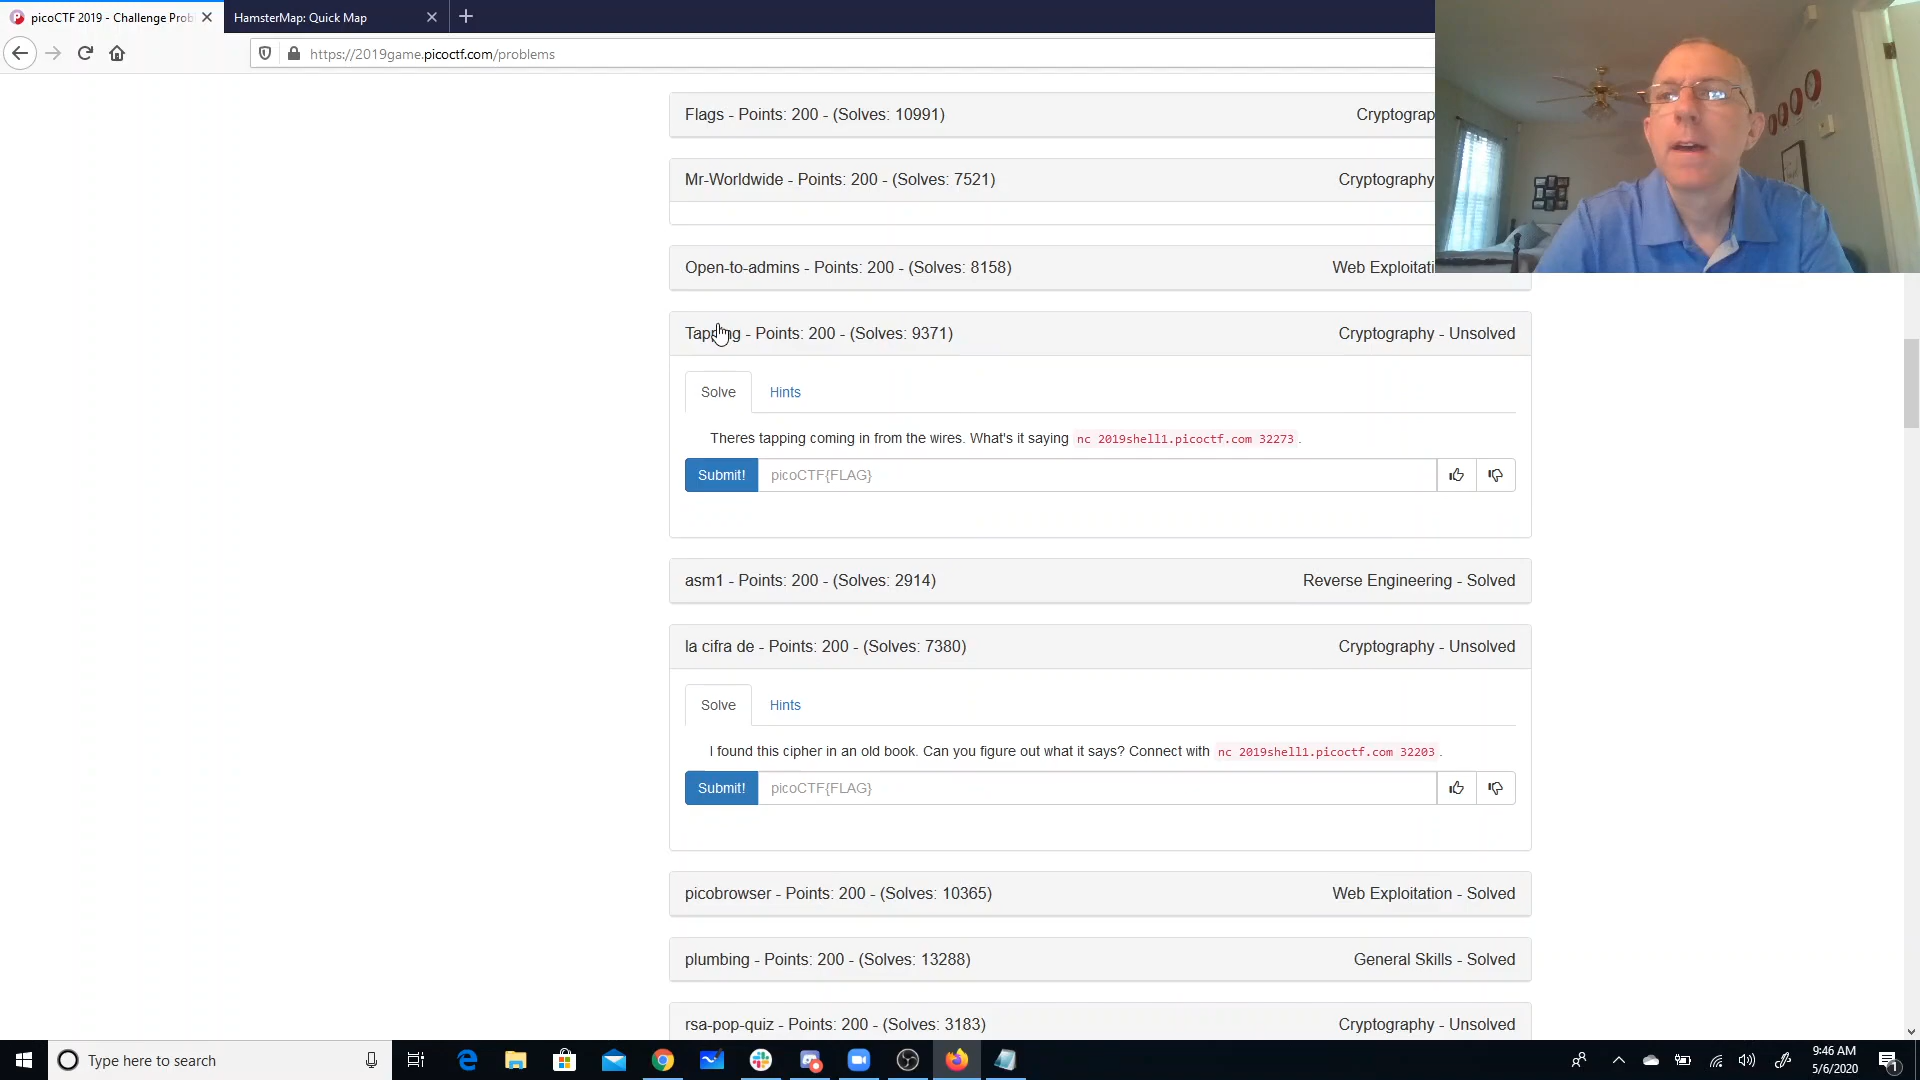 picoCTF 2019 - Challenge Prob
HamsterMap: Quick Map
https://2019game.picoctf.com/problems
Flags - Points: 200 - (Solves: 10991)
Cryptograp
Mr-Worldwide - Points: 200 - (Solves: 7521)
Cryptography
Open-to-admins - Points: 200 - (Solves: 8158)
Web Exploitati
Tapping - Points: 200 - (Solves: 9371)
Cryptography - Unsolved
Solve
Hints
Theres tapping coming in from the wires. What's it saying nc 2019shell1.picoctf.com 32273.
Submit!
picoCTF{FLAG}
asm1 - Points: 200 - (Solves: 2914)
Reverse Engineering - Solved
la cifra de - Points: 200 - (Solves: 7380)
Cryptography - Unsolved
Solve
Hints
I found this cipher in an old book. Can you figure out what it says? Connect with nc 2019shell1.picoctf.com 32203.
Submit!
picoCTF{FLAG}
picobrowser - Points: 200 - (Solves: 10365)
Web Exploitation - Solved
plumbing - Points: 200 - (Solves: 13288)
General Skills - Solved
rsa-pop-quiz - Points: 200 - (Solves: 3183)
Cryptography - Unsolved
Type here to search
9:46 AM
5/6/2020
1